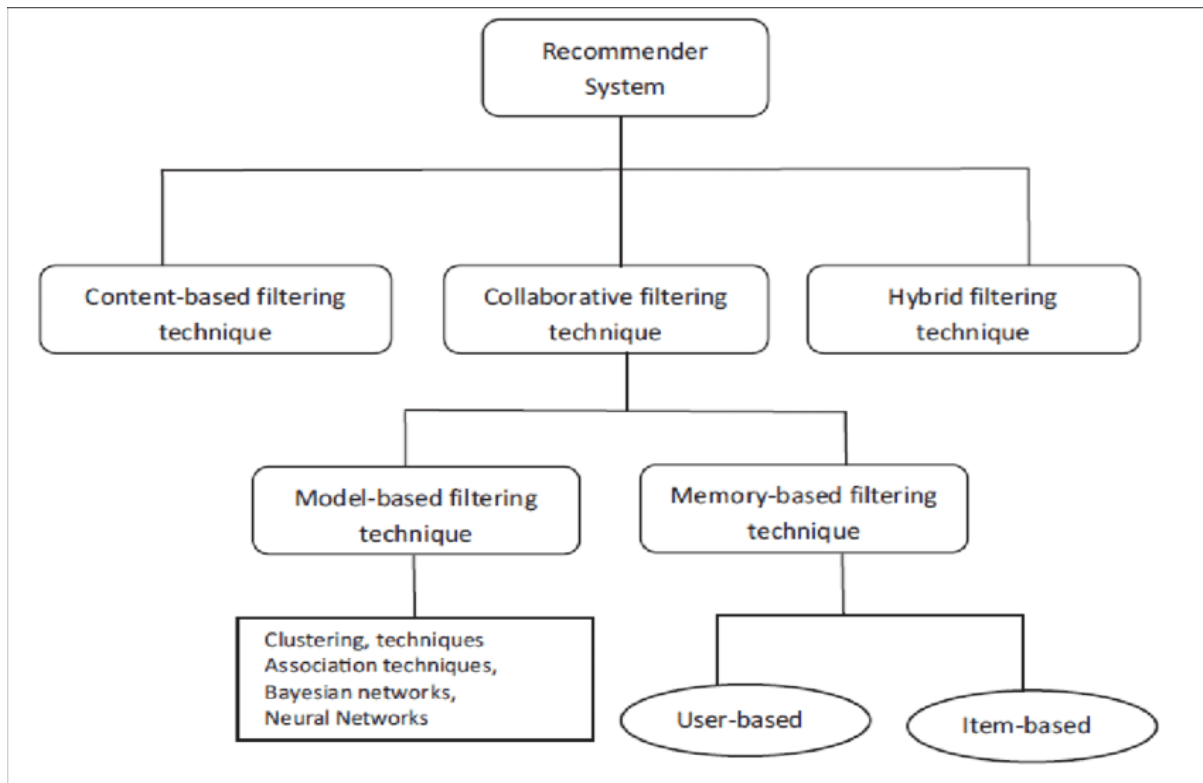 Recommender
System
Content-based filtering
technique
Collaborative filtering
technique
Hybrid filtering
technique
Model-based filtering
technique
Memory-based filtering
technique
Clustering, techniques
Association techniques,
Bayesian networks,
Neural Networks
User-based
Item-based